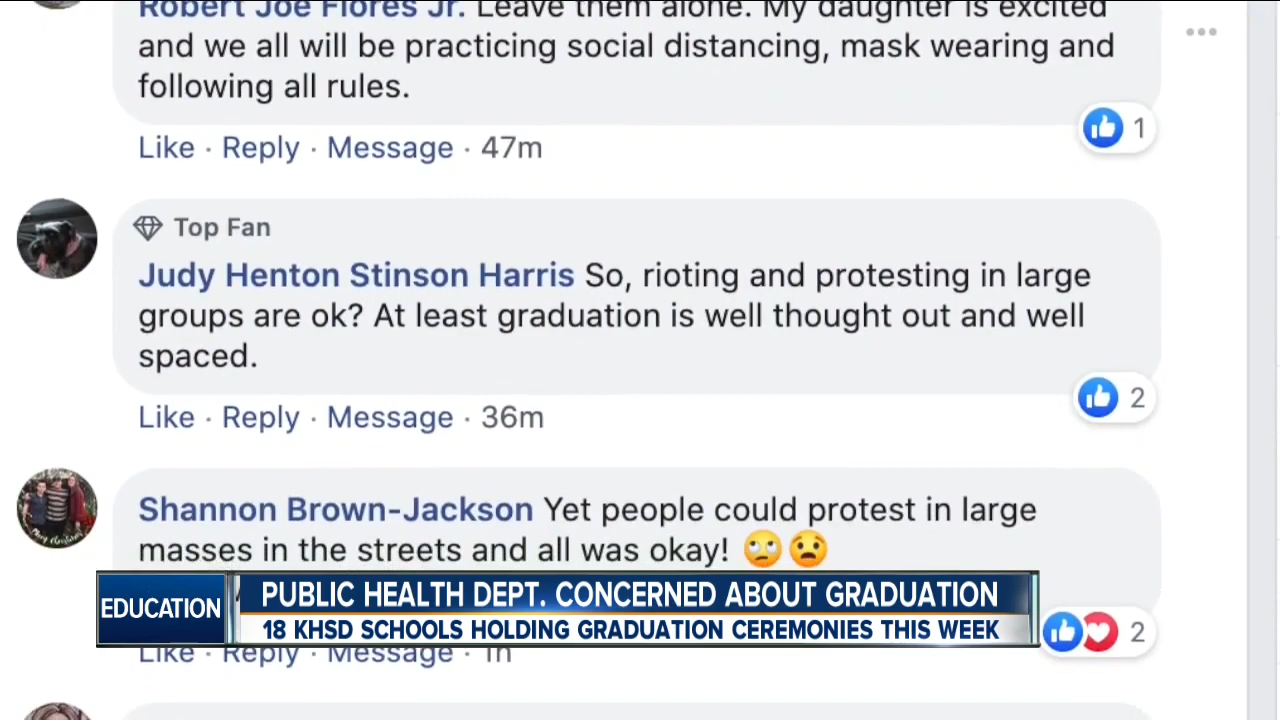 Robert Joe Flores Jr. Leave them alone. My daughter is excited
and we all will be practicing social distancing, mask wearing and
following all rules.
1
Like · Reply · Message · 47m
Top Fan
Judy Henton Stinson Harris So, rioting and protesting in large
groups are ok? At least graduation is well thought out and well
spaced.
2
Like · Reply · Message · 36m
Shannon Brown-Jackson Yet people could protest in large
masses in the streets and all was okay! 🙄😧
EDUCATION
PUBLIC HEALTH DEPT. CONCERNED ABOUT GRADUATION
18 KHSD SCHOOLS HOLDING GRADUATION CEREMONIES THIS WEEK
2
Like · Reply · Message · 1h